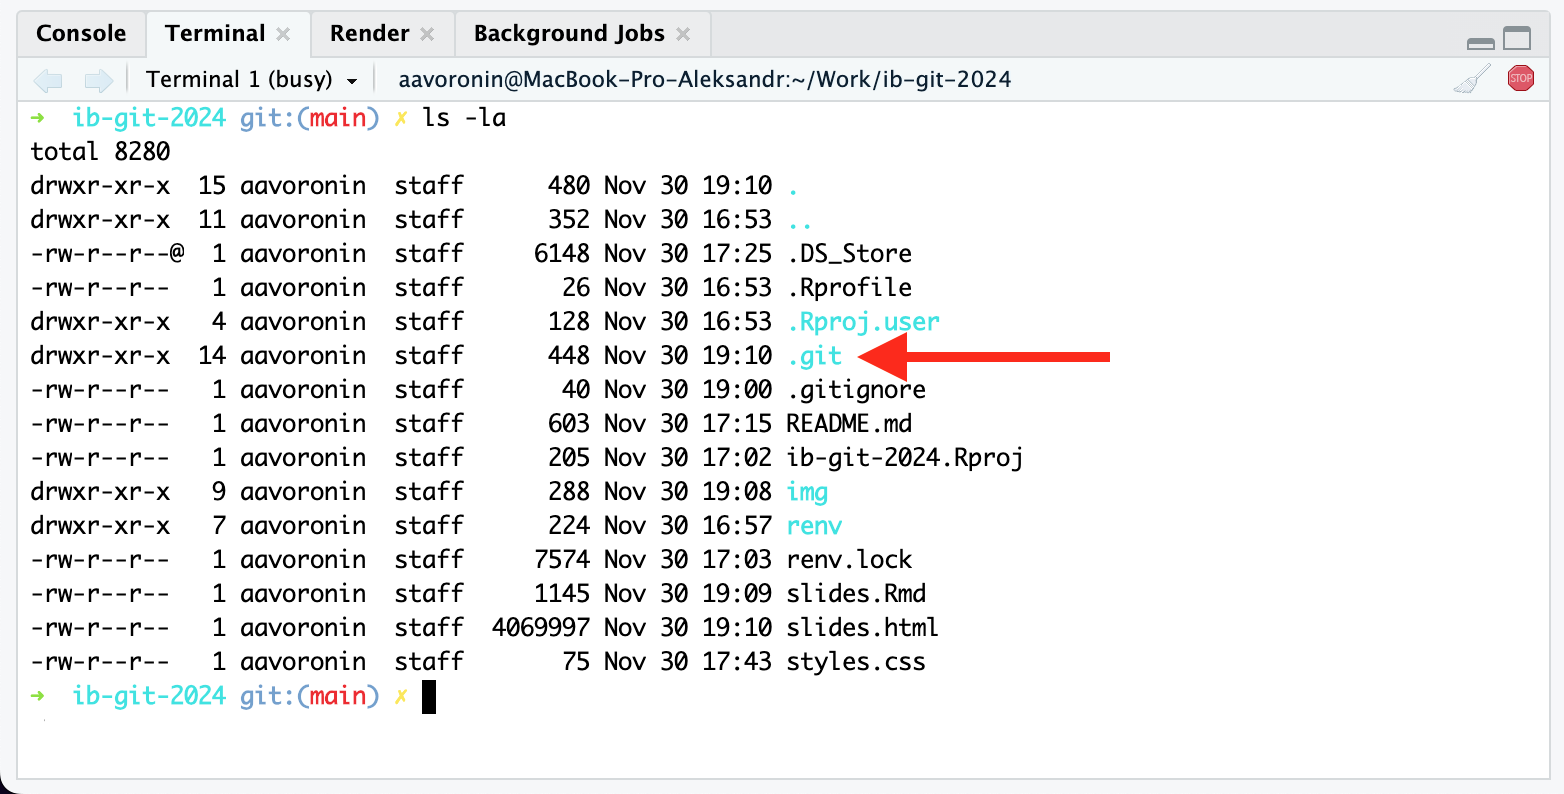 Console Terminal × Render × Background Jobs ×
Terminal 1 (busy) aavoronin@MacBook-Pro-Aleksandr:~/Work/ib-git-2024 STOP
➜ ib-git-2024 git:(main) ✗ ls -la
total 8280
drwxr-xr-x 15 aavoronin staff 480 Nov 30 19:10 .
drwxr-xr-x 11 aavoronin staff 352 Nov 30 16:53 ..
-rw-r--r--@ 1 aavoronin staff 6148 Nov 30 17:25 .DS_Store
-rw-r--r-- 1 aavoronin staff 26 Nov 30 16:53 .Rprofile
drwxr-xr-x 4 aavoronin staff 128 Nov 30 16:53 .Rproj.user
drwxr-xr-x 14 aavoronin staff 448 Nov 30 19:10 .git
-rw-r--r-- 1 aavoronin staff 40 Nov 30 19:00 .gitignore
-rw-r--r-- 1 aavoronin staff 603 Nov 30 17:15 README.md
-rw-r--r-- 1 aavoronin staff 205 Nov 30 17:02 ib-git-2024.Rproj
drwxr-xr-x 9 aavoronin staff 288 Nov 30 19:08 img
drwxr-xr-x 7 aavoronin staff 224 Nov 30 16:57 renv
-rw-r--r-- 1 aavoronin staff 7574 Nov 30 17:03 renv.lock
-rw-r--r-- 1 aavoronin staff 1145 Nov 30 19:09 slides.Rmd
-rw-r--r-- 1 aavoronin staff 4069997 Nov 30 19:10 slides.html
-rw-r--r-- 1 aavoronin staff 75 Nov 30 17:43 styles.css
➜ ib-git-2024 git:(main) ✗